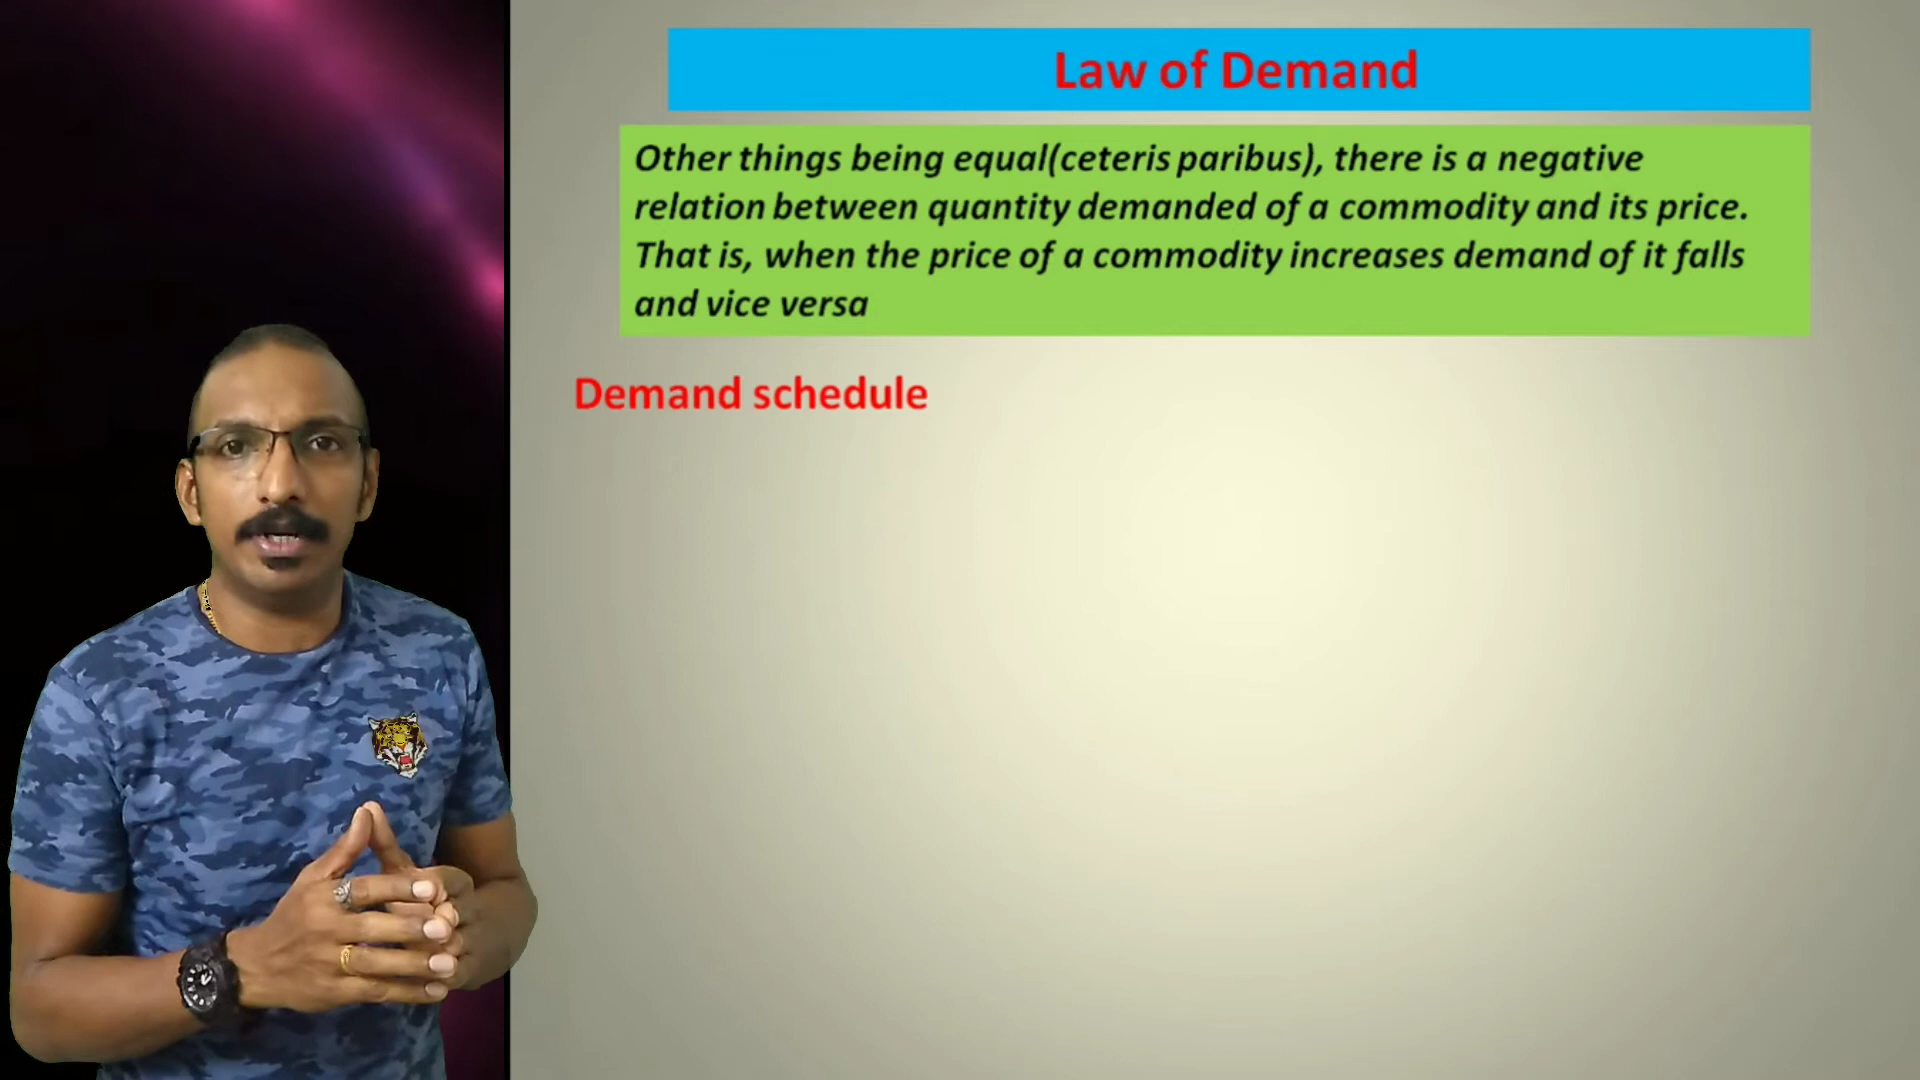 Law of Demand
Other things being equal(ceteris paribus), there is a negative
relation between quantity demanded of a commodity and its price.
That is, when the price of a commodity increases demand of it falls
and vice versa
Demand schedule